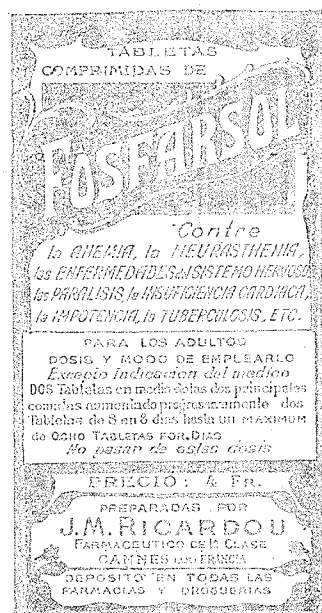 TABLETAS
COMPRIMIDAS DE
FOSFARSOL
Contre
la ANEMIA, la NEURASTHENIA,
las ENFERMEDADES del SISTEMO NERVOSO
las PARALISIS, la INSUFICIENCIA CARDIACA,
la IMPOTENCIA, la TUBERCULOSIS, ETC.
PARA LOS ADULTOS
DOSIS Y MODO DE EMPLEARLO
Excepto indicacion del medico
DOS Tabletas en medio de las dos principales
comidas aumentado progresivamente dos
Tabletas de 8 en 8 dias hasta un MAXIMUM
de OCHO TABLETAS POR DIAS
No pasar de estas dosis
PRECIO: 4 FR.
PREPARADAS POR
J.M. RICARDOU
FARMACEUTICO DE 1a CLASE
CANNES FRANCIA
DEPOSITO EN TODAS LAS
FARMACIAS Y DROGUERIAS